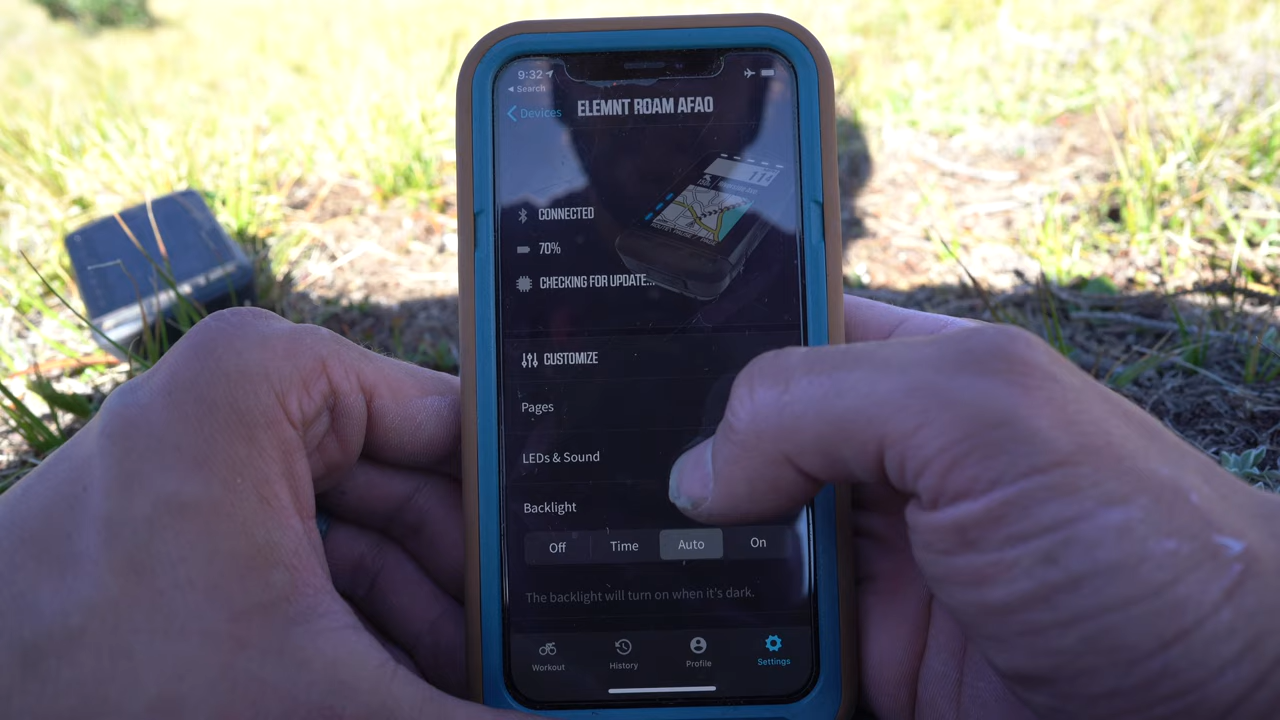 9:32
◀ Search
Devices
ELEMNT ROAM AFA0
CONNECTED
70%
CHECKING FOR UPDATE...
CUSTOMIZE
Pages
LEDs & Sound
Backlight
Off Time Auto On
The backlight will turn on when it's dark.
Workout History Profile Settings